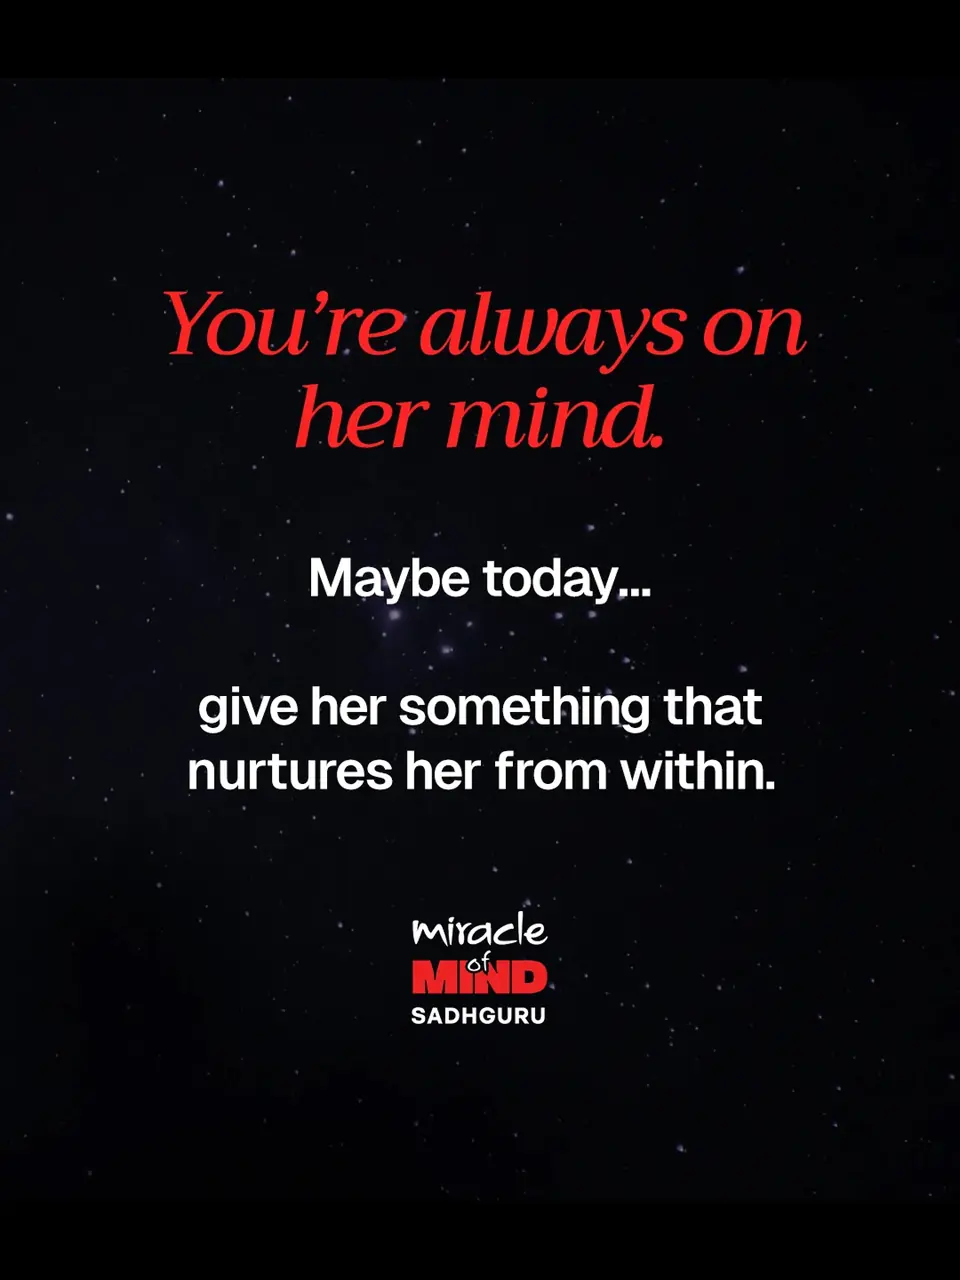 You're always on
her mind.
Maybe today...
give her something that
nurtures her from within.
miracle
of
MIND
SADHGURU